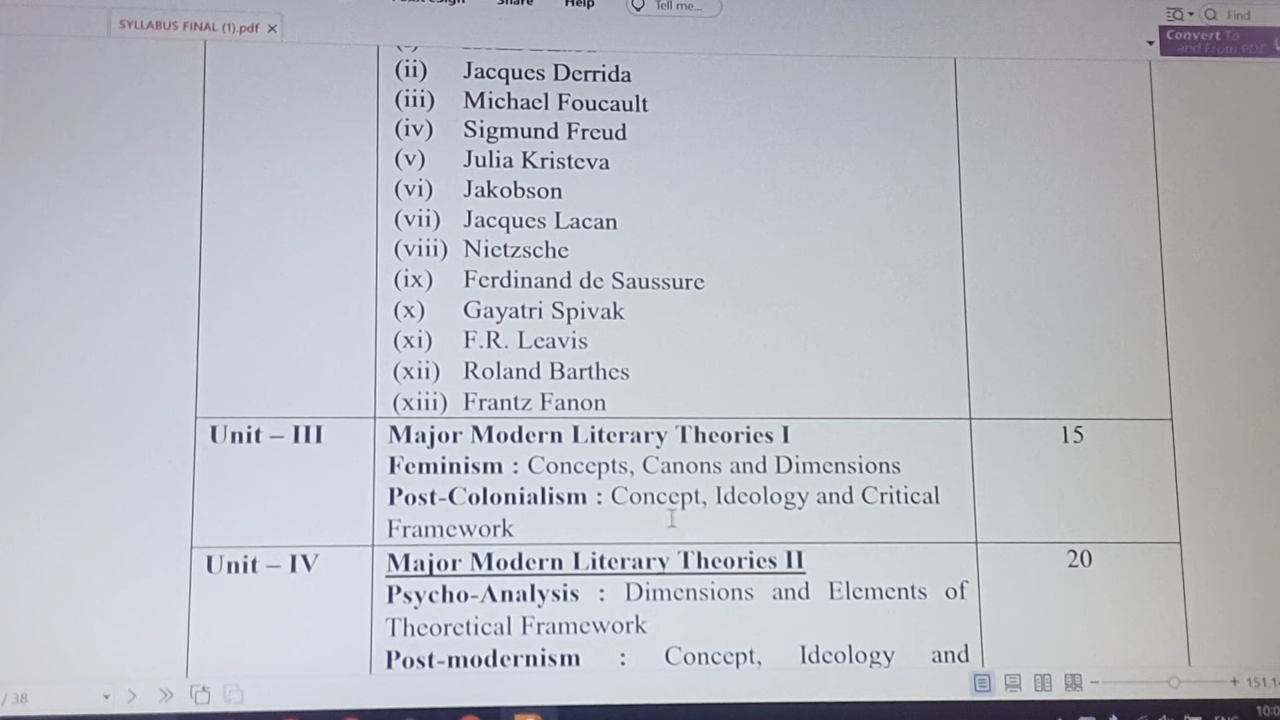 Share
Help
Tell me...
SYLLABUS FINAL (1).pdf
Find
Convert To
and From PDF
(ii) Jacques Derrida
(iii) Michael Foucault
(iv) Sigmund Freud
(v) Julia Kristeva
(vi) Jakobson
(vii) Jacques Lacan
(viii) Nietzsche
(ix) Ferdinand de Saussure
(x) Gayatri Spivak
(xi) F.R. Leavis
(xii) Roland Barthes
(xiii) Frantz Fanon
Unit – III Major Modern Literary Theories I 15
Feminism : Concepts, Canons and Dimensions
Post-Colonialism : Concept, Ideology and Critical
Framework
Unit – IV Major Modern Literary Theories II 20
Psycho-Analysis : Dimensions and Elements of
Theoretical Framework
Post-modernism : Concept, Ideology and
/ 38